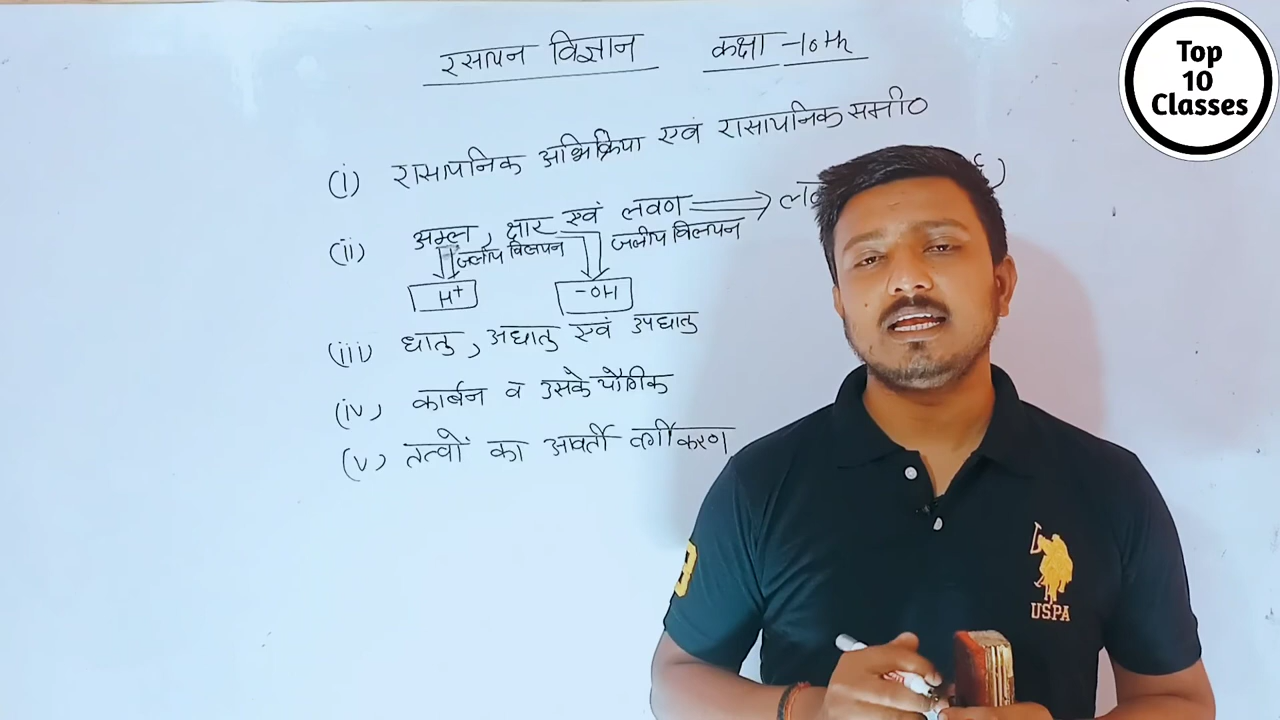 रसायन विज्ञान कक्षा -10th
(i) रासायनिक अभिक्रिया एवं रासायनिक समी०
(ii) अम्ल, क्षार एवं लवण
जलीय विलयन जलीय विलयन
H+ -OH
(iii) धातु, अधातु एवं उपधातु
(iv) कार्बन व उसके यौगिक
(v) तत्वों का आवर्ती वर्गीकरण
Top
10
Classes
USPA